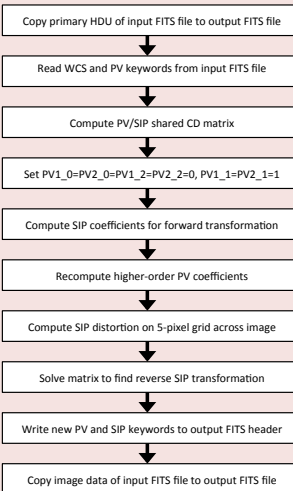 Copy primary HDU of input FITS file to output FITS file
Read WCS and PV keywords from input FITS file
Compute PV/SIP shared CD matrix
Set PV1_0=PV2_0=PV1_2=PV2_2=0, PV1_1=PV2_1=1
Compute SIP coefficients for forward transformation
Recompute higher-order PV coefficients
Compute SIP distortion on 5-pixel grid across image
Solve matrix to find reverse SIP transformation
Write new PV and SIP keywords to output FITS header
Copy image data of input FITS file to output FITS file